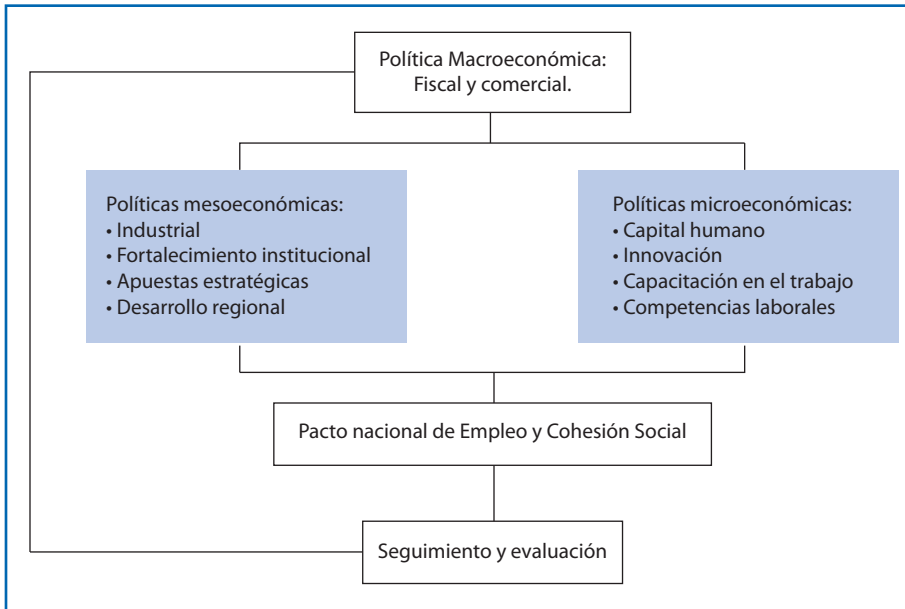 Política Macroeconómica:
Fiscal y comercial.
Políticas mesoeconómicas:
• Industrial
• Fortalecimiento institucional
• Apuestas estratégicas
• Desarrollo regional
Políticas microeconómicas:
• Capital humano
• Innovación
• Capacitación en el trabajo
• Competencias laborales
Pacto nacional de Empleo y Cohesión Social
Seguimiento y evaluación